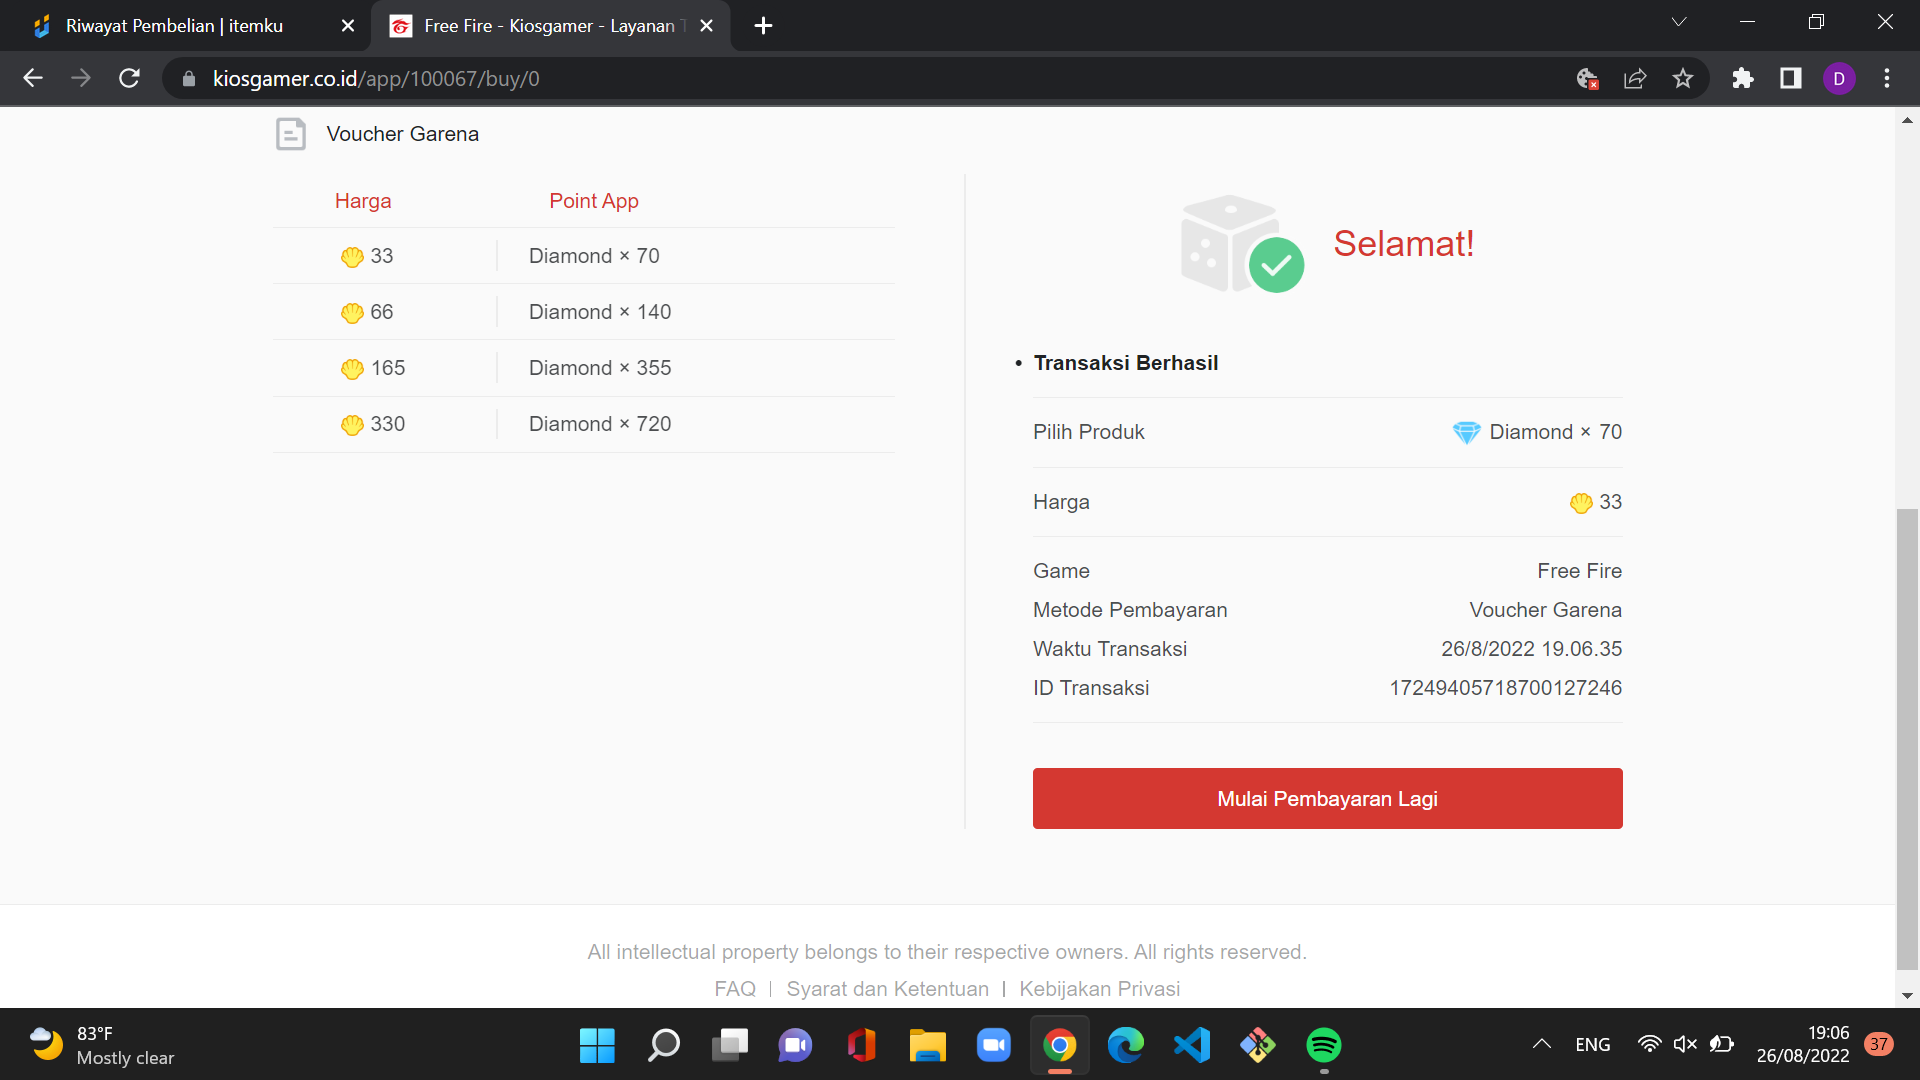 Riwayat Pembelian | itemku
Free Fire - Kiosgamer - Layanan T
kiosgamer.co.id/app/100067/buy/0
D
Voucher Garena
Harga Point App
33 Diamond × 70
66 Diamond × 140
165 Diamond × 355
330 Diamond × 720
Selamat!
• Transaksi Berhasil
Pilih Produk Diamond × 70
Harga 33
Game Free Fire
Metode Pembayaran Voucher Garena
Waktu Transaksi 26/8/2022 19.06.35
ID Transaksi 17249405718700127246
Mulai Pembayaran Lagi
All intellectual property belongs to their respective owners. All rights reserved.
FAQ | Syarat dan Ketentuan | Kebijakan Privasi
83°F
Mostly clear
ENG
19:06
26/08/2022
37